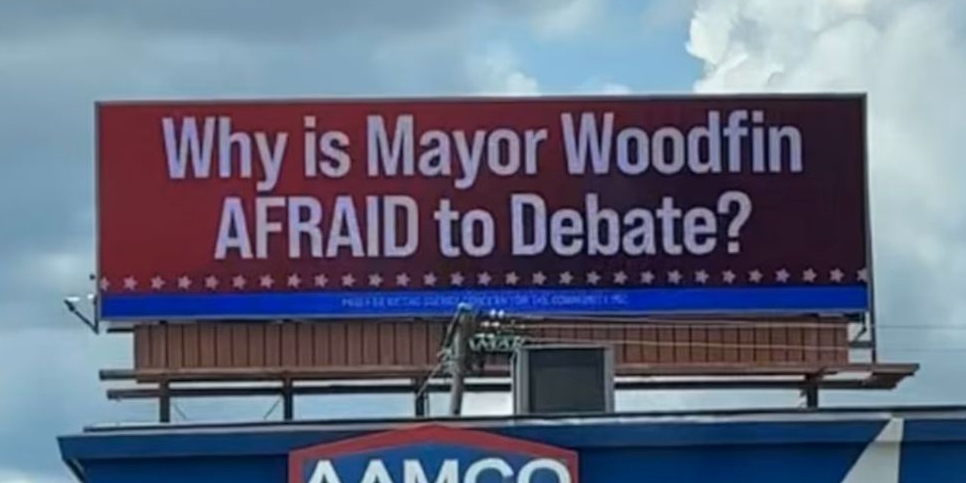 Why is Mayor Woodfin
AFRAID to Debate?
AAMCO